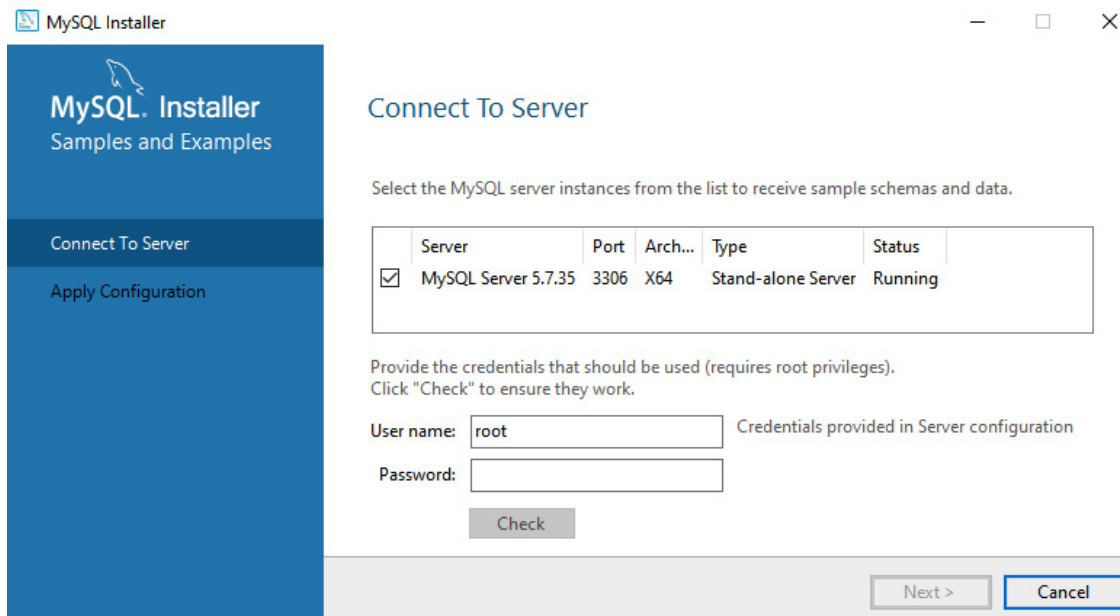 MySQL Installer
MySQL. Installer
Samples and Examples
Connect To Server
Apply Configuration
Connect To Server
Select the MySQL server instances from the list to receive sample schemas and data.
Server Port Arch... Type Status
MySQL Server 5.7.35 3306 X64 Stand-alone Server Running
Provide the credentials that should be used (requires root privileges).
Click "Check" to ensure they work.
User name: root Credentials provided in Server configuration
Password:
Check
Next > Cancel